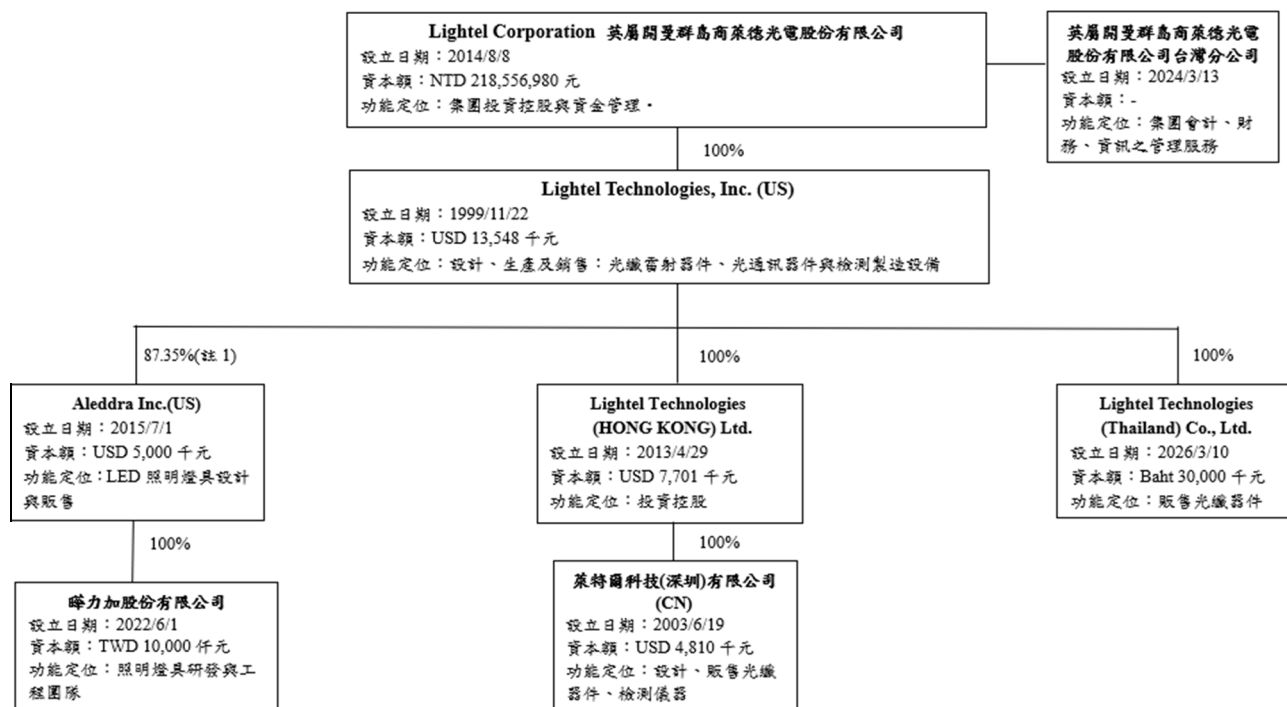 Lightel Corporation 英屬開曼群島商萊德光電股份有限公司
設立日期：2014/8/8
資本額：NTD 218,556,980 元
功能定位：集團投資控股與資金管理。
英屬開曼群島商萊德光電
股份有限公司台灣分公司
設立日期：2024/3/13
資本額：-
功能定位：集團會計、財
務、資訊之管理服務
100%
Lightel Technologies, Inc. (US)
設立日期：1999/11/22
資本額：USD 13,548 千元
功能定位：設計、生產及銷售：光纖雷射器件、光通訊器件與檢測製造設備
87.35%(註 1)
100%
100%
Aleddra Inc.(US)
設立日期：2015/7/1
資本額：USD 5,000 千元
功能定位：LED 照明燈具設計
與販售
Lightel Technologies
(HONG KONG) Ltd.
設立日期：2013/4/29
資本額：USD 7,701 千元
功能定位：投資控股
Lightel Technologies
(Thailand) Co., Ltd.
設立日期：2026/3/10
資本額：Baht 30,000 千元
功能定位：販售光纖器件
100%
100%
曄力加股份有限公司
設立日期：2022/6/1
資本額：TWD 10,000 仟元
功能定位：照明燈具研發與工
程團隊
萊特爾科技(深圳)有限公司
(CN)
設立日期：2003/6/19
資本額：USD 4,810 千元
功能定位：設計、販售光纖
器件、檢測儀器